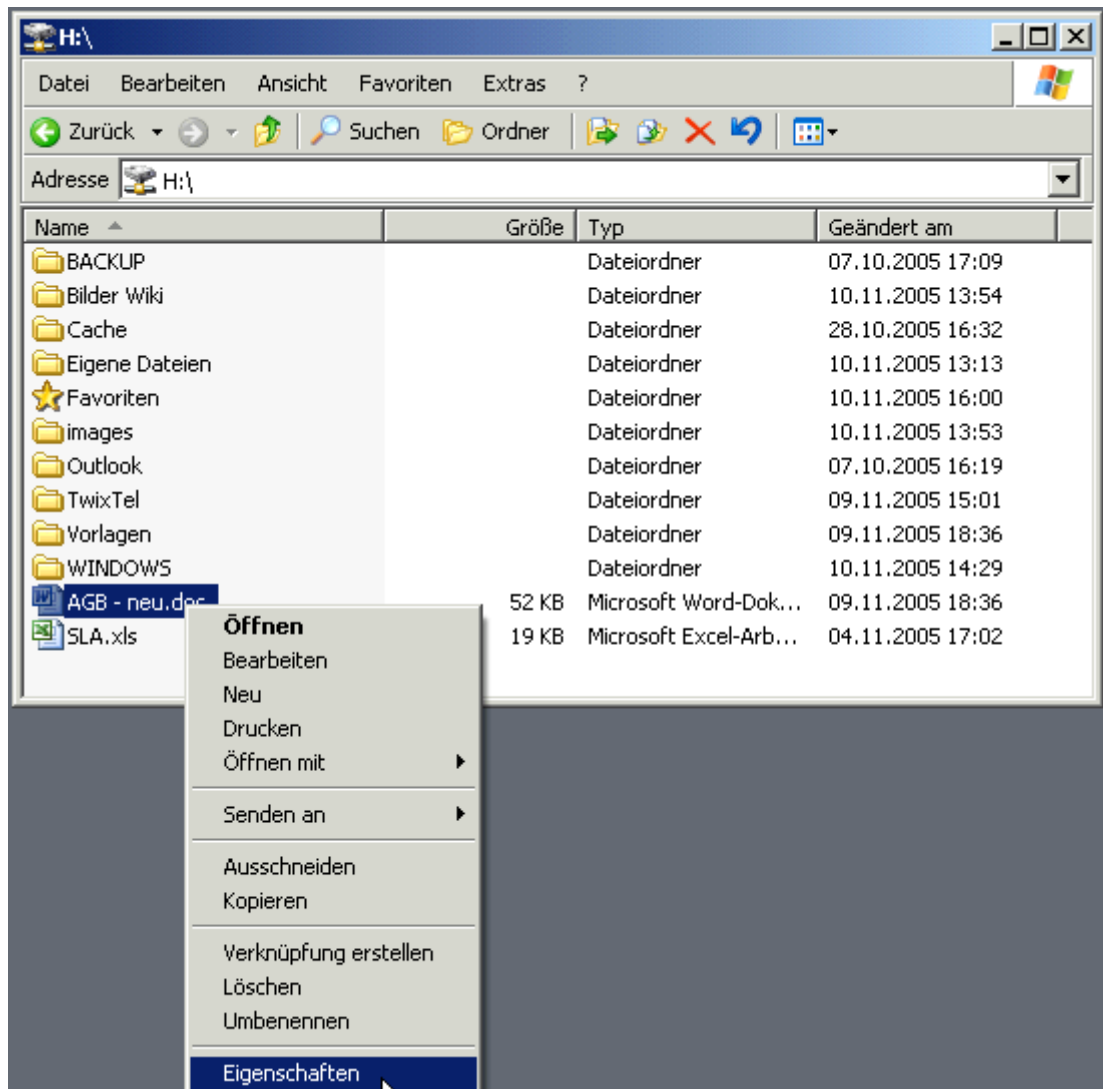 H:\
Datei Bearbeiten Ansicht Favoriten Extras ?
Zurück Suchen Ordner
Adresse H:\
Name Größe Typ Geändert am
BACKUP Dateiordner 07.10.2005 17:09
Bilder Wiki Dateiordner 10.11.2005 13:54
Cache Dateiordner 28.10.2005 16:32
Eigene Dateien Dateiordner 10.11.2005 13:13
Favoriten Dateiordner 10.11.2005 16:00
images Dateiordner 10.11.2005 13:53
Outlook Dateiordner 07.10.2005 16:19
TwixTel Dateiordner 09.11.2005 15:01
Vorlagen Dateiordner 09.11.2005 18:36
WINDOWS Dateiordner 10.11.2005 14:29
AGB - neu.doc 52 KB Microsoft Word-Dok... 09.11.2005 18:36
SLA.xls 19 KB Microsoft Excel-Arb... 04.11.2005 17:02
Öffnen
Bearbeiten
Neu
Drucken
Öffnen mit
Senden an
Ausschneiden
Kopieren
Verknüpfung erstellen
Löschen
Umbenennen
Eigenschaften